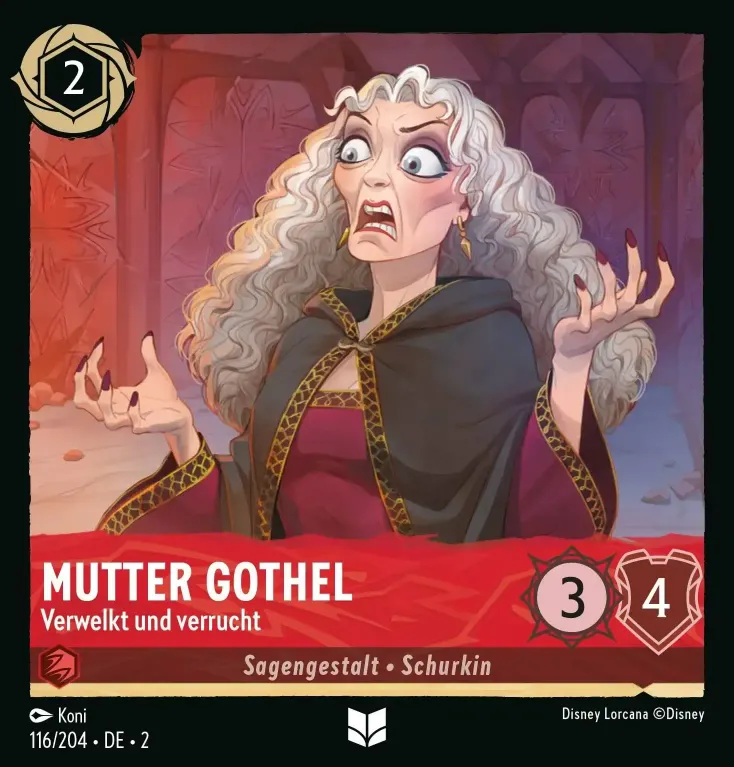 2
MUTTER GOTHEL
Verwelkt und verrucht
3
4
Sagengestalt • Schurkin
Koni
Disney Lorcana ©Disney
116/204 • DE • 2